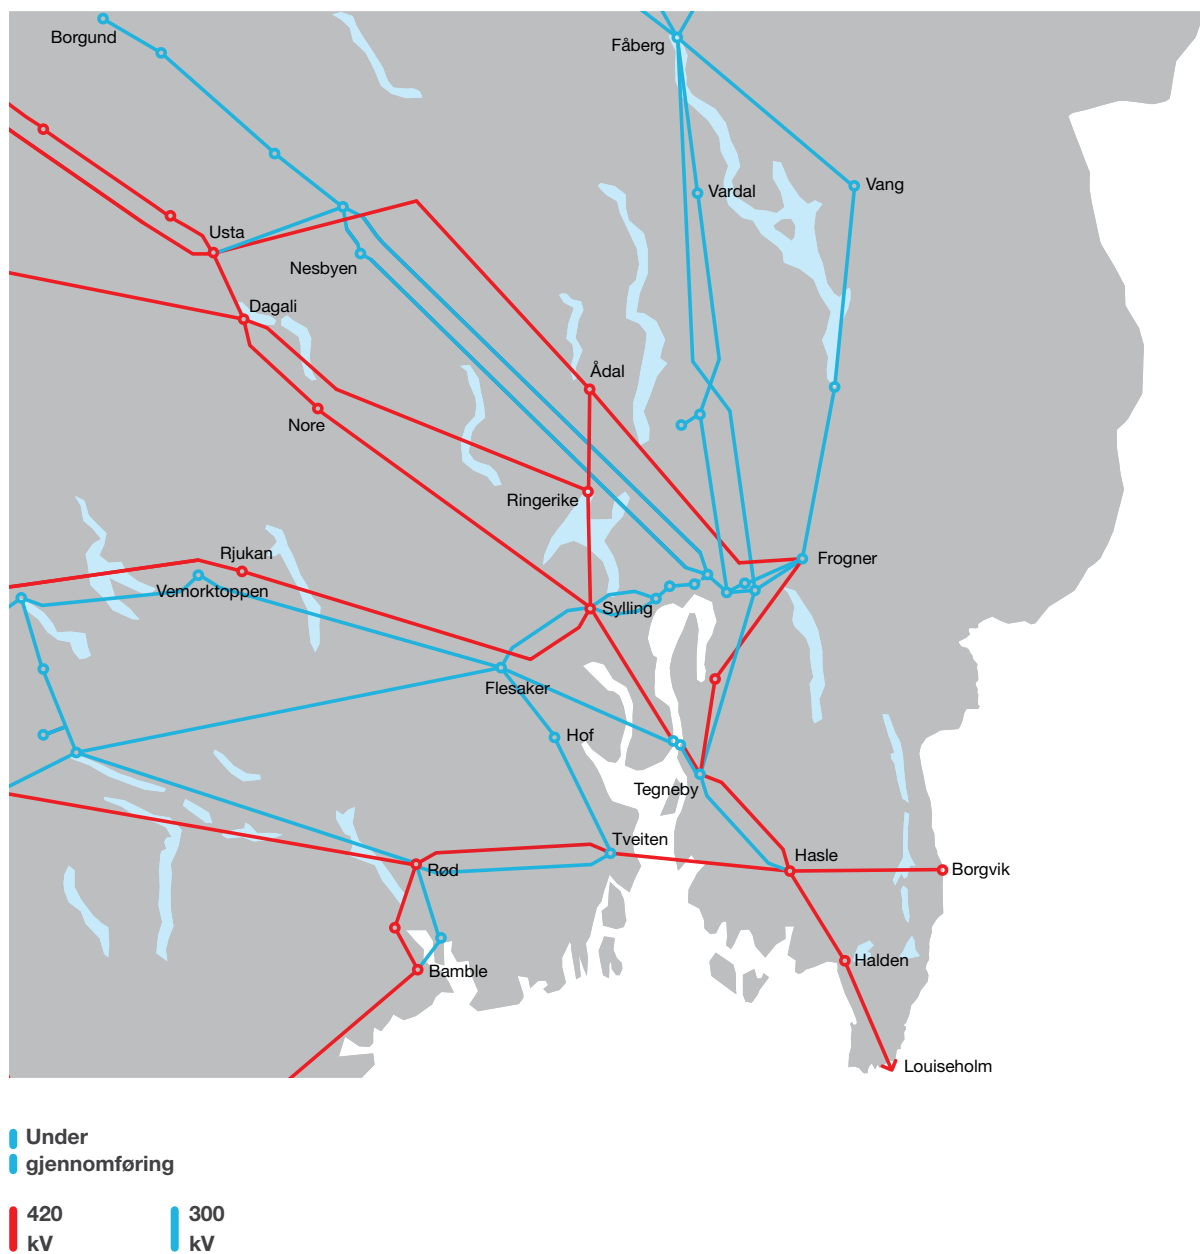 Borgund
Fåberg
Vang
Vardal
Usta
Nesbyen
Dagali
Ådal
Nore
Ringerike
Rjukan
Frogner
Vemorktoppen
Sylling
Flesaker
Hof
Tegneby
Tveiten
Hasle
Rød
Borgvik
Halden
Bamble
Louiseholm
Under
gjennomføring
420 300
kV kV